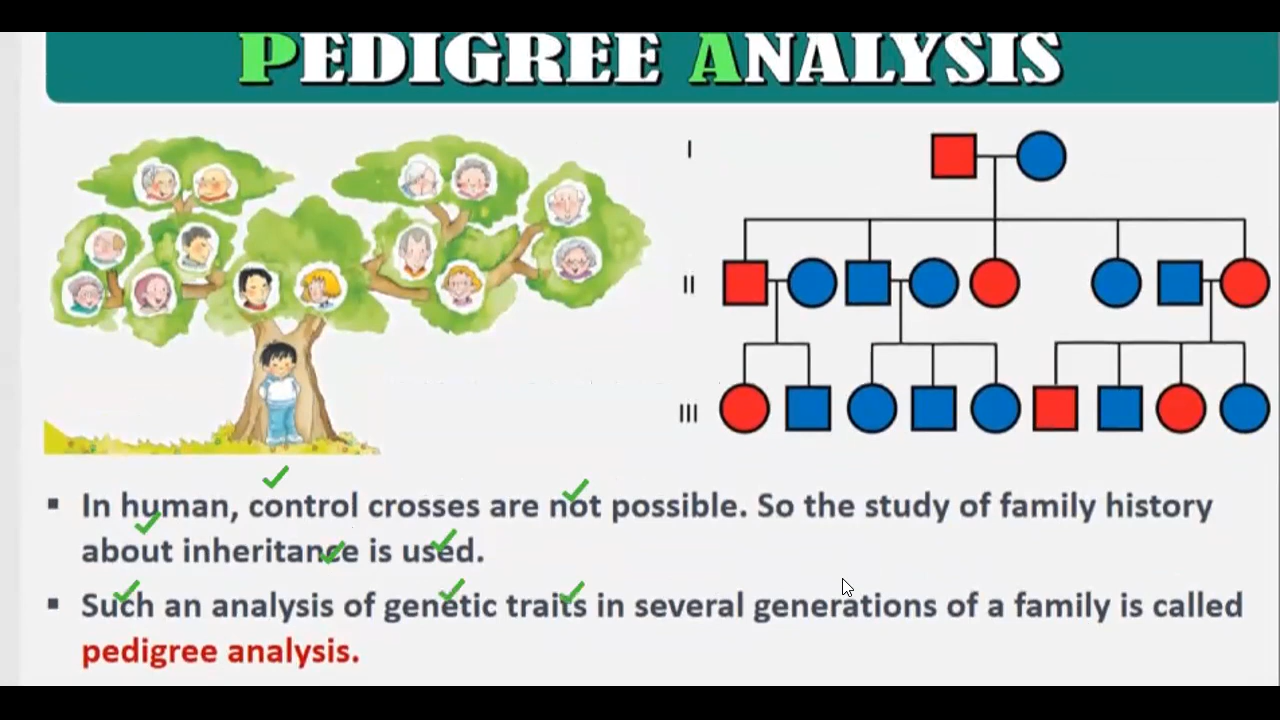 PEDIGREE ANALYSIS
I
II
III
▪ In human, control crosses are not possible. So the study of family history
about inheritance is used.
▪ Such an analysis of genetic traits in several generations of a family is called
pedigree analysis.